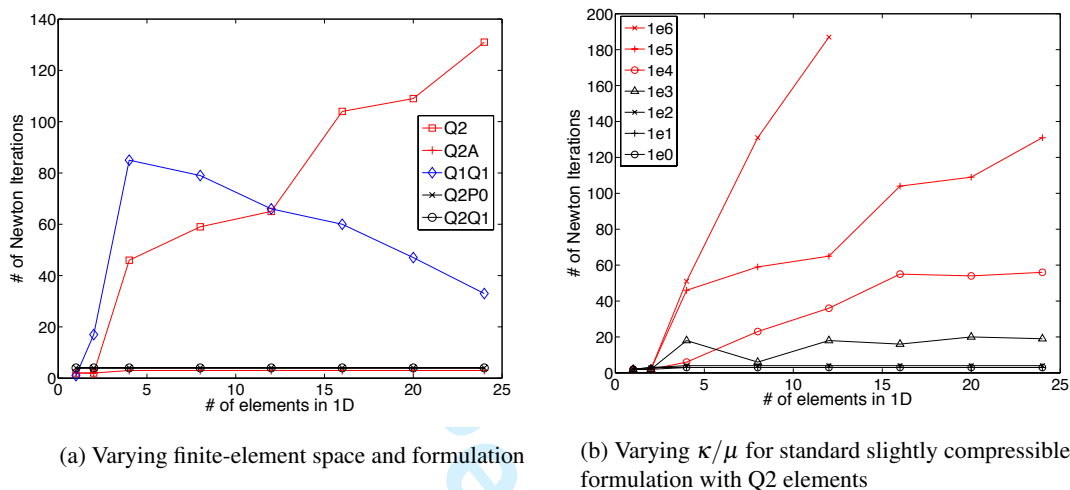 140
120
100
80
60
40
20
0
# of Newton Iterations
0 5 10 15 20 25
# of elements in 1D
Q2
Q2A
Q1Q1
Q2P0
Q2Q1
(a) Varying finite-element space and formulation
200
180
160
140
120
100
80
60
40
20
0
# of Newton Iterations
0 5 10 15 20 25
# of elements in 1D
1e6
1e5
1e4
1e3
1e2
1e1
1e0
(b) Varying κ/μ for standard slightly compressible
formulation with Q2 elements